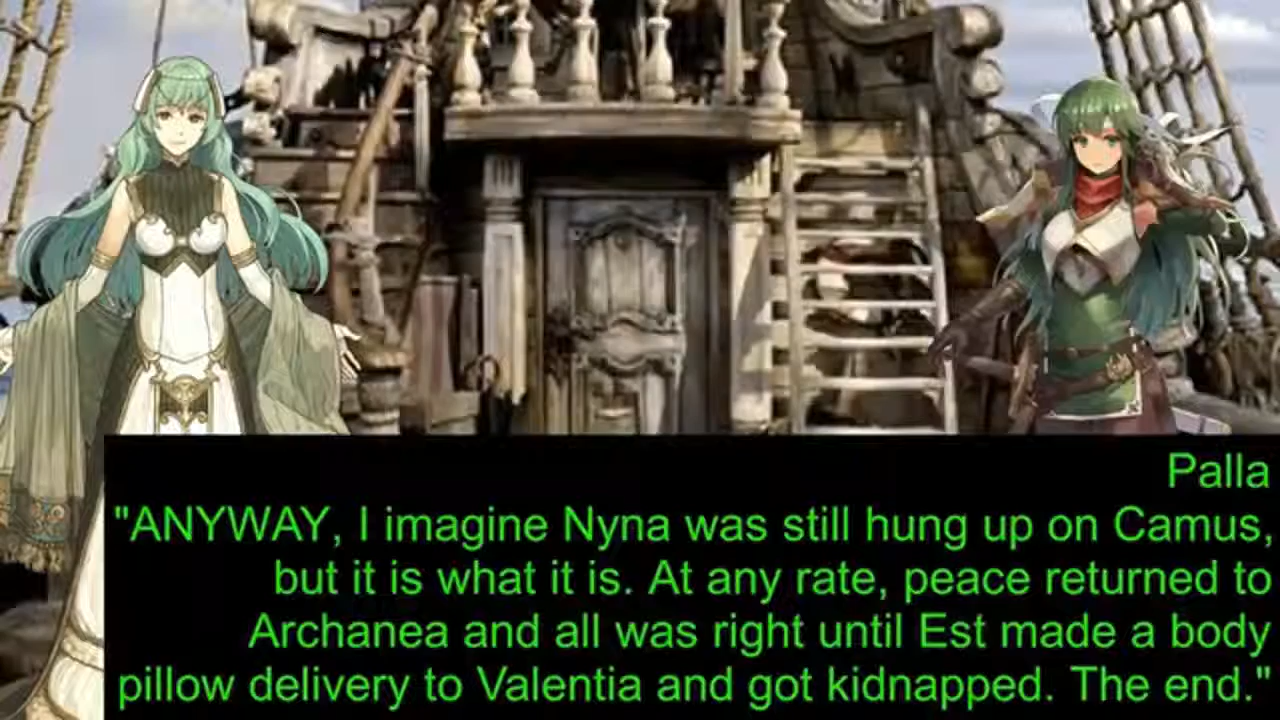 Palla
"ANYWAY, I imagine Nyna was still hung up on Camus,
but it is what it is. At any rate, peace returned to
Archanea and all was right until Est made a body
pillow delivery to Valentia and got kidnapped. The end."